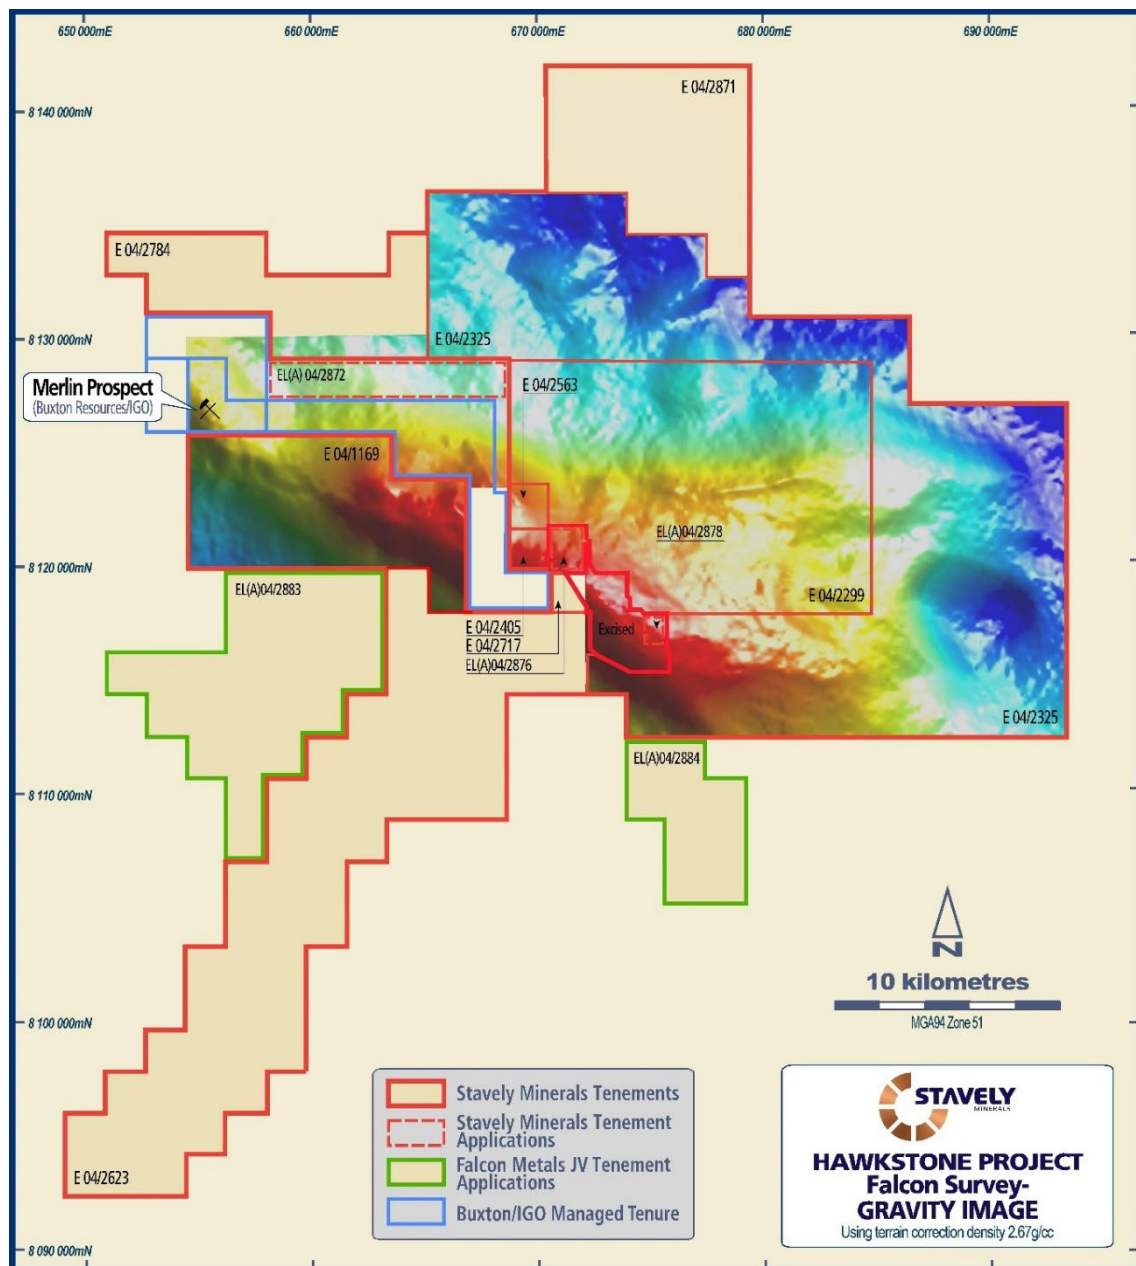 650 000mE
660 000mE
670 000mE
680 000mE
690 000mE
8 140 000mN
E 04/2871
E 04/2784
8 130 000mN
E 04/2325
EL(A) 04/2872
E 04/2563
Merlin Prospect
(Buxton Resources/IGO)
E 04/1169
EL(A)04/2878
8 120 000mN
EL(A)04/2883
E 04/2299
E 04/2405
E 04/2717
EL(A)04/2876
Excised
E 04/2325
EL(A)04/2884
8 110 000mN
N
10 kilometres
MGA94 Zone 51
8 100 000mN
E 04/2623
Stavely Minerals Tenements
Stavely Minerals Tenement
Applications
Falcon Metals JV Tenement
Applications
Buxton/IGO Managed Tenure
STAVELY
MINERALS
HAWKSTONE PROJECT
Falcon Survey-
GRAVITY IMAGE
Using terrain correction density 2.67g/cc
8 090 000mN